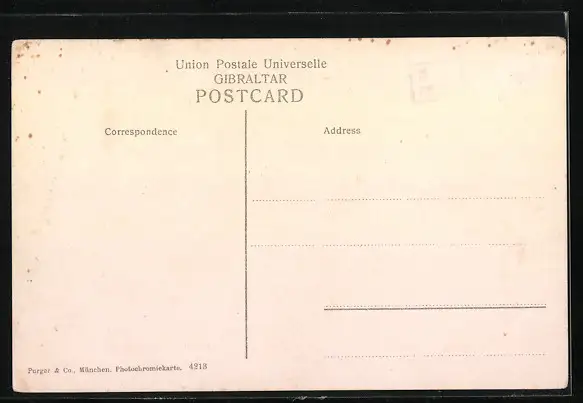 Union Postale Universelle
GIBRALTAR
POSTCARD
Correspondence
Address
Purger & Co., München. Photochromiekarte. 4213